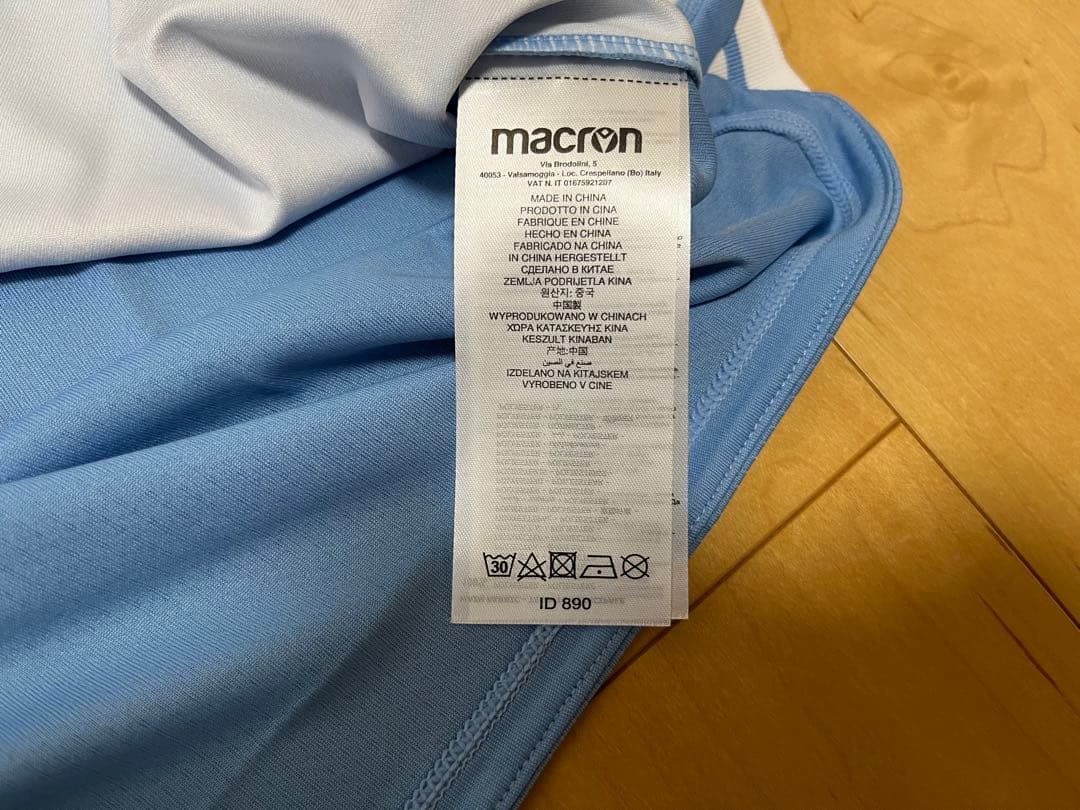 macron
Via Brodolini, 5
40053 - Valsamoggia - Loc. Crespellano (Bo) Italy
VAT N. IT 01675921207
MADE IN CHINA
PRODOTTO IN CINA
FABRIQUE EN CHINE
HECHO EN CHINA
FABRICADO NA CHINA
IN CHINA HERGESTELLT
СДЕЛАНО В КИТАЕ
ZEMLJA PODRIJETLA KINA
원산지: 중국
中国製
WYPRODUKOWANO W CHINACH
ΧΩΡΑ ΚΑΤΑΣΚΕΥΗΣ ΚΙΝΑ
KESZULT KINABAN
产地:中国
صنع في الصين
IZDELANO NA KITAJSKEM
VYROBENO V CINE
30
ID 890